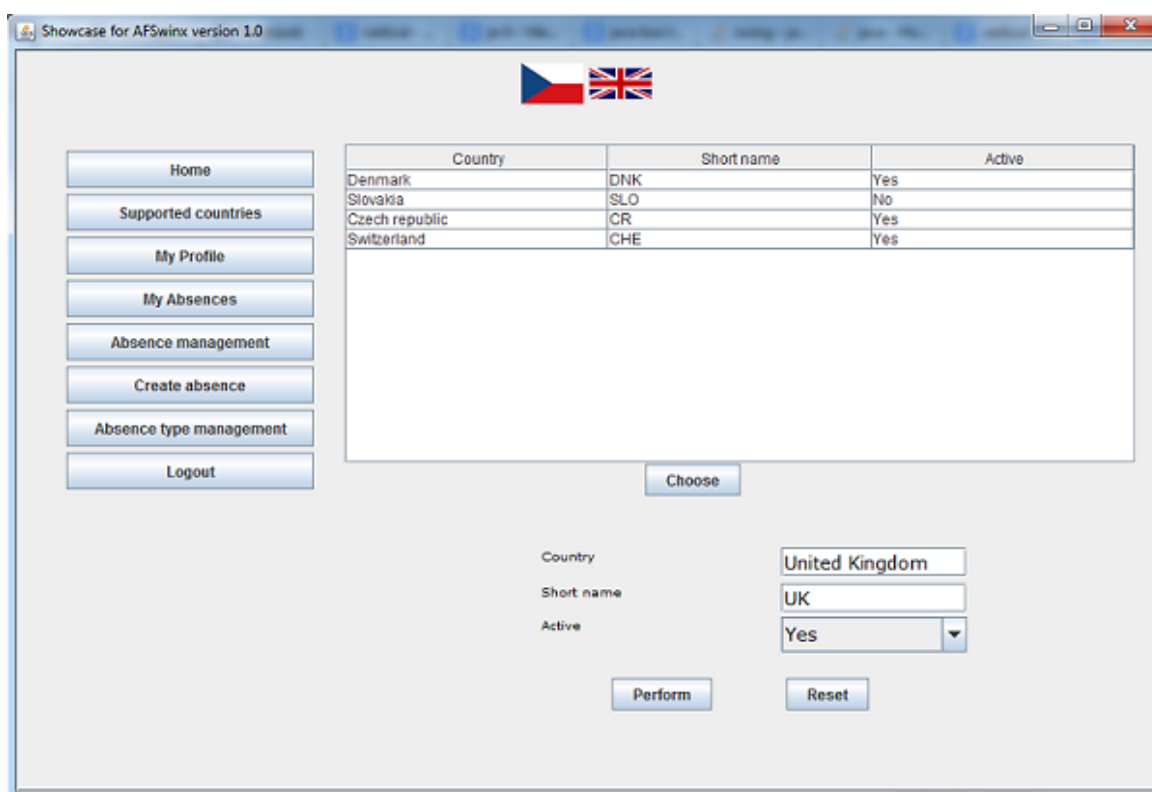 Showcase for AFSwinx version 1.0
Home
Supported countries
My Profile
My Absences
Absence management
Create absence
Absence type management
Logout
Country Short name Active
Denmark DNK Yes
Slovakia SLO No
Czech republic CR Yes
Switzerland CHE Yes
Choose
Country United Kingdom
Short name UK
Active Yes
Perform Reset